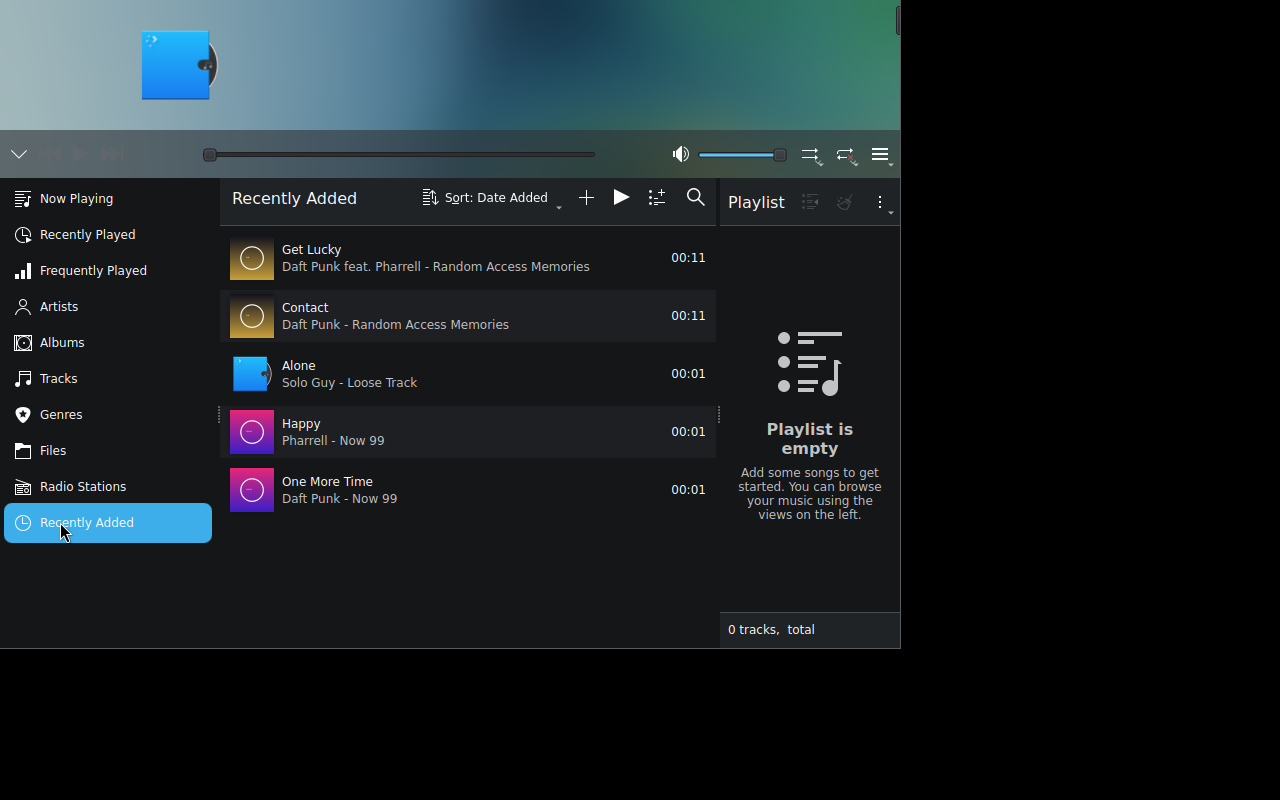 Now Playing
Recently Played
Frequently Played
Artists
Albums
Tracks
Genres
Files
Radio Stations
Recently Added
Recently Added
Sort: Date Added
Get Lucky
Daft Punk feat. Pharrell - Random Access Memories
00:11
Contact
Daft Punk - Random Access Memories
00:11
Alone
Solo Guy - Loose Track
00:01
Happy
Pharrell - Now 99
00:01
One More Time
Daft Punk - Now 99
00:01
Playlist
Playlist is
empty
Add some songs to get
started. You can browse
your music using the
views on the left.
0 tracks,  total